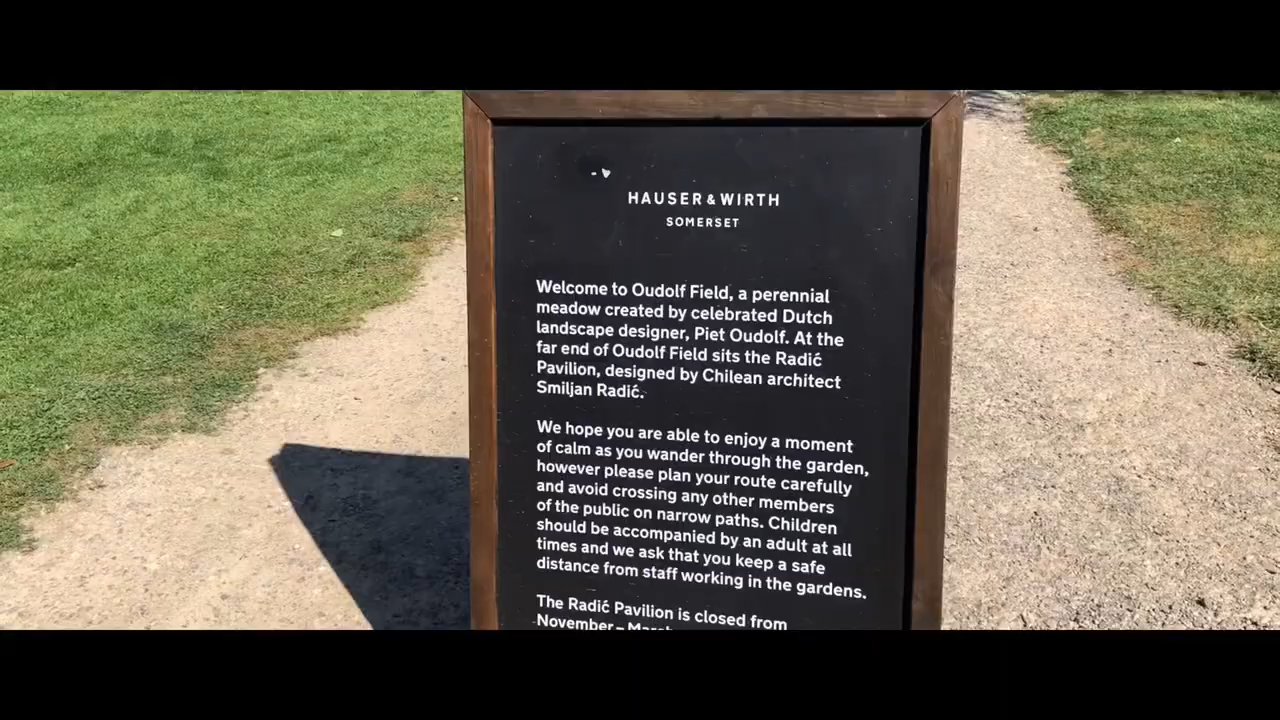 HAUSER & WIRTH
SOMERSET
Welcome to Oudolf Field, a perennial
meadow created by celebrated Dutch
landscape designer, Piet Oudolf. At the
far end of Oudolf Field sits the Radić
Pavilion, designed by Chilean architect
Smiljan Radić.
We hope you are able to enjoy a moment
of calm as you wander through the garden,
however please plan your route carefully
and avoid crossing any other members
of the public on narrow paths. Children
should be accompanied by an adult at all
times and we ask that you keep a safe
distance from staff working in the gardens.
The Radić Pavilion is closed from
November – March